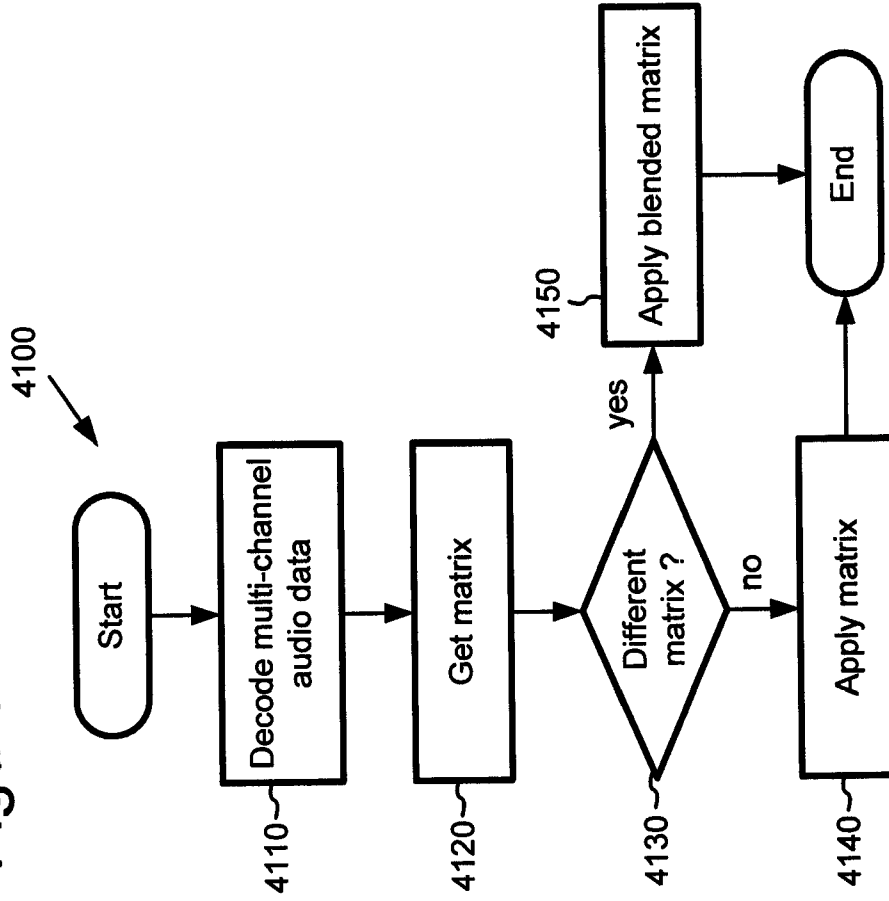 4100
Start
4110
Decode multi-channel
audio data
4120
Get matrix
4130
Different
matrix ?
yes
no
4150
Apply blended matrix
4140
Apply matrix
End